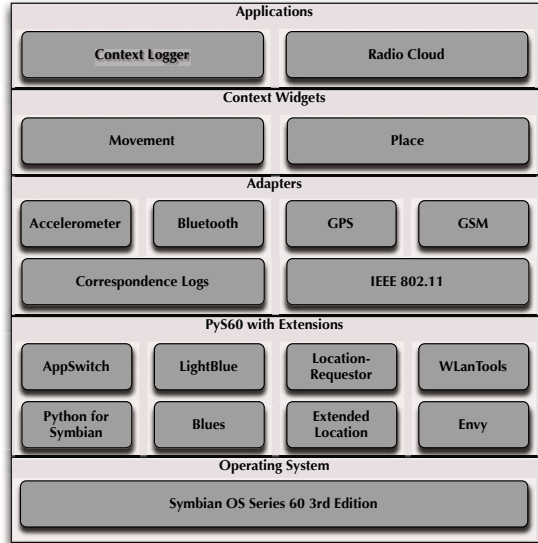 Applications
Context Logger
Radio Cloud
Context Widgets
Movement
Place
Adapters
Accelerometer
Bluetooth
GPS
GSM
Correspondence Logs
IEEE 802.11
PyS60 with Extensions
AppSwitch
LightBlue
Location-
Requestor
WLanTools
Python for
Symbian
Blues
Extended
Location
Envy
Operating System
Symbian OS Series 60 3rd Edition